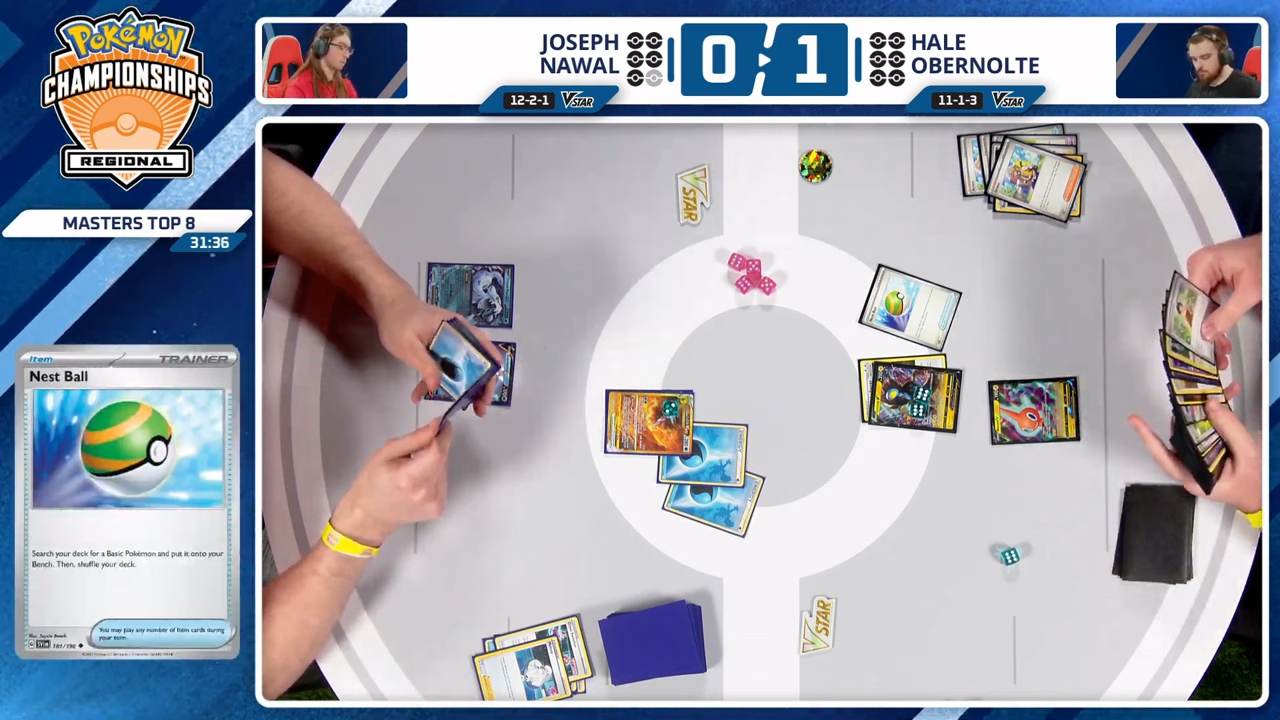 POKéMON
CHAMPIONSHIPS
REGIONAL
MASTERS TOP 8
31:36
JOSEPH
NAWAL
0
1
HALE
OBERNOLTE
12-2-1 VSTAR
11-1-3 VSTAR
Item TRAINER
Nest Ball
Search your deck for a Basic Pokémon and put it onto your
Bench. Then, shuffle your deck.
You may play any number of Item cards during
your turn.
181/198
VSTAR
VSTAR